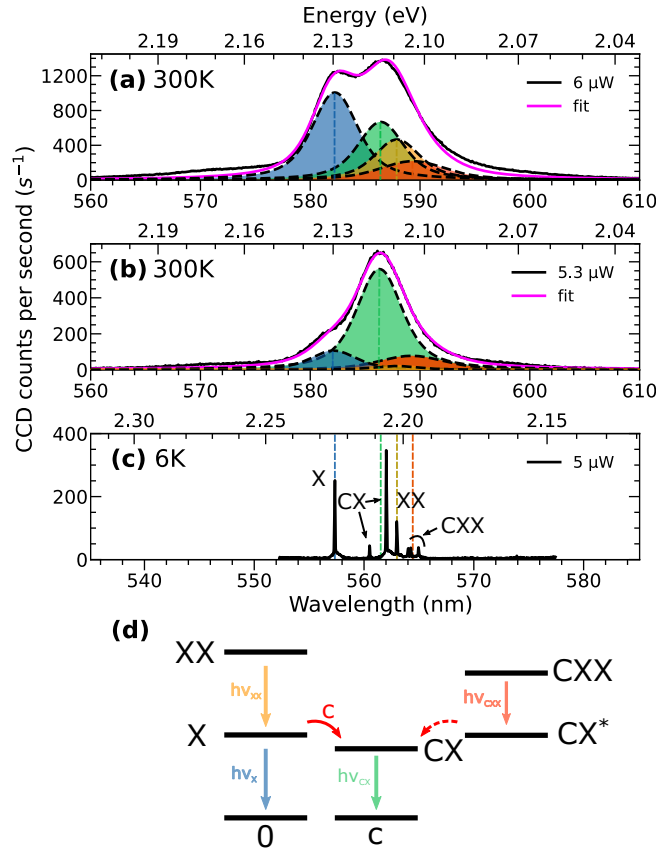 Energy (eV)
2.19 2.16 2.13 2.10 2.07 2.04
(a) 300K
6 μW
fit
1200
800
400
0
560 570 580 590 600 610
2.19 2.16 2.13 2.10 2.07 2.04
(b) 300K
5.3 μW
fit
600
400
200
0
560 570 580 590 600 610
CCD counts per second (s⁻¹)
2.30 2.25 2.20 2.15
(c) 6K
5 μW
400
200
0
X
CX
XX
CXX
540 550 560 570 580
Wavelength (nm)
(d)
XX
hν_xx
X
hν_x
0
c
CX
hν_cx
c
CXX
hν_cxx
CX*